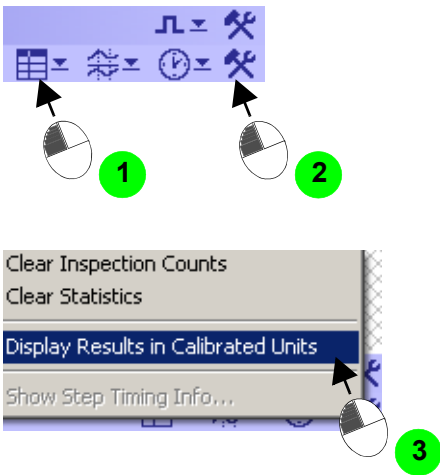 1
2
Clear Inspection Counts
Clear Statistics
Display Results in Calibrated Units
Show Step Timing Info...
3